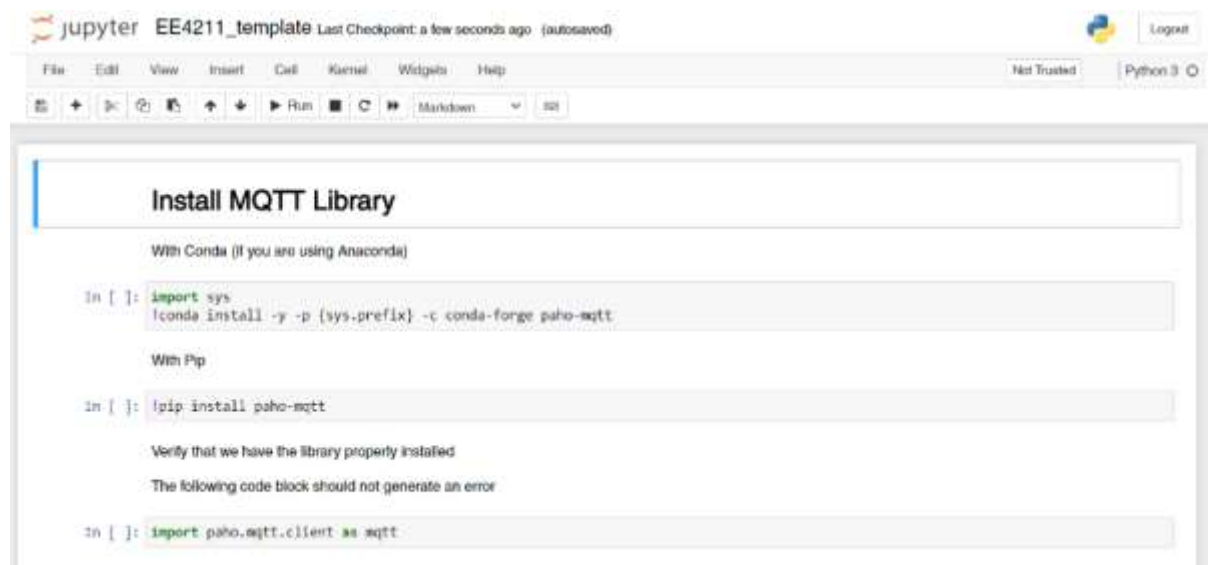 jupyter EE4211_template Last Checkpoint: a few seconds ago (autosaved)
Logout
File Edit View Insert Cell Kernel Widgets Help
Not Trusted
Python 3
Run
Markdown
Install MQTT Library
With Conda (if you are using Anaconda)
In [ ]: import sys
!conda install -y -p {sys.prefix} -c conda-forge paho-mqtt
With Pip
In [ ]: !pip install paho-mqtt
Verify that we have the library properly installed
The following code block should not generate an error
In [ ]: import paho.mqtt.client as mqtt